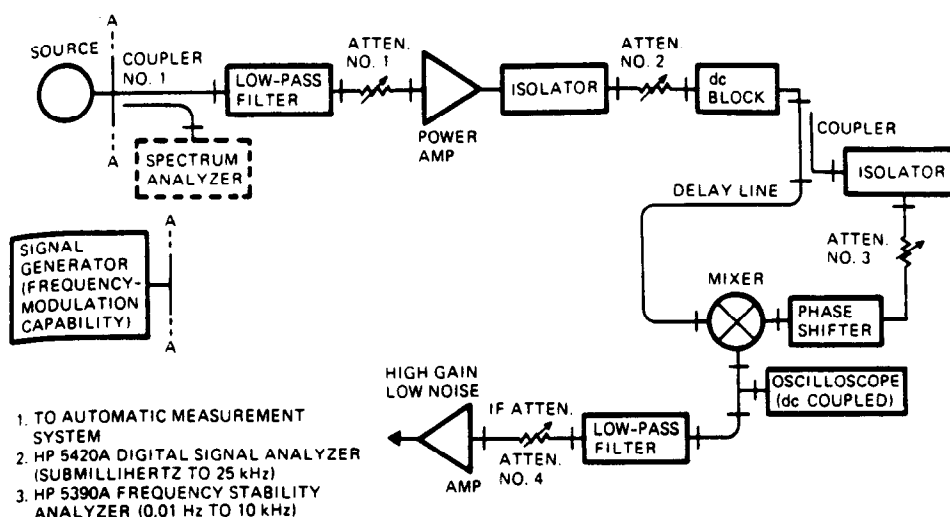 SOURCE
A
COUPLER
NO. 1
LOW-PASS
FILTER
ATTEN.
NO. 1
POWER
AMP
ISOLATOR
ATTEN.
NO. 2
dc
BLOCK
COUPLER
ISOLATOR
A
SPECTRUM
ANALYZER
DELAY LINE
ATTEN.
NO. 3
A
SIGNAL
GENERATOR
(FREQUENCY-
MODULATION
CAPABILITY)
A
MIXER
PHASE
SHIFTER
OSCILLOSCOPE
(dc COUPLED)
HIGH GAIN
LOW NOISE
AMP
IF ATTEN.
ATTEN.
NO. 4
LOW-PASS
FILTER
1. TO AUTOMATIC MEASUREMENT
SYSTEM
2. HP 5420A DIGITAL SIGNAL ANALYZER
(SUBMILLIHERTZ TO 25 kHz)
3. HP 5390A FREQUENCY STABILITY
ANALYZER (0.01 Hz TO 10 kHz)